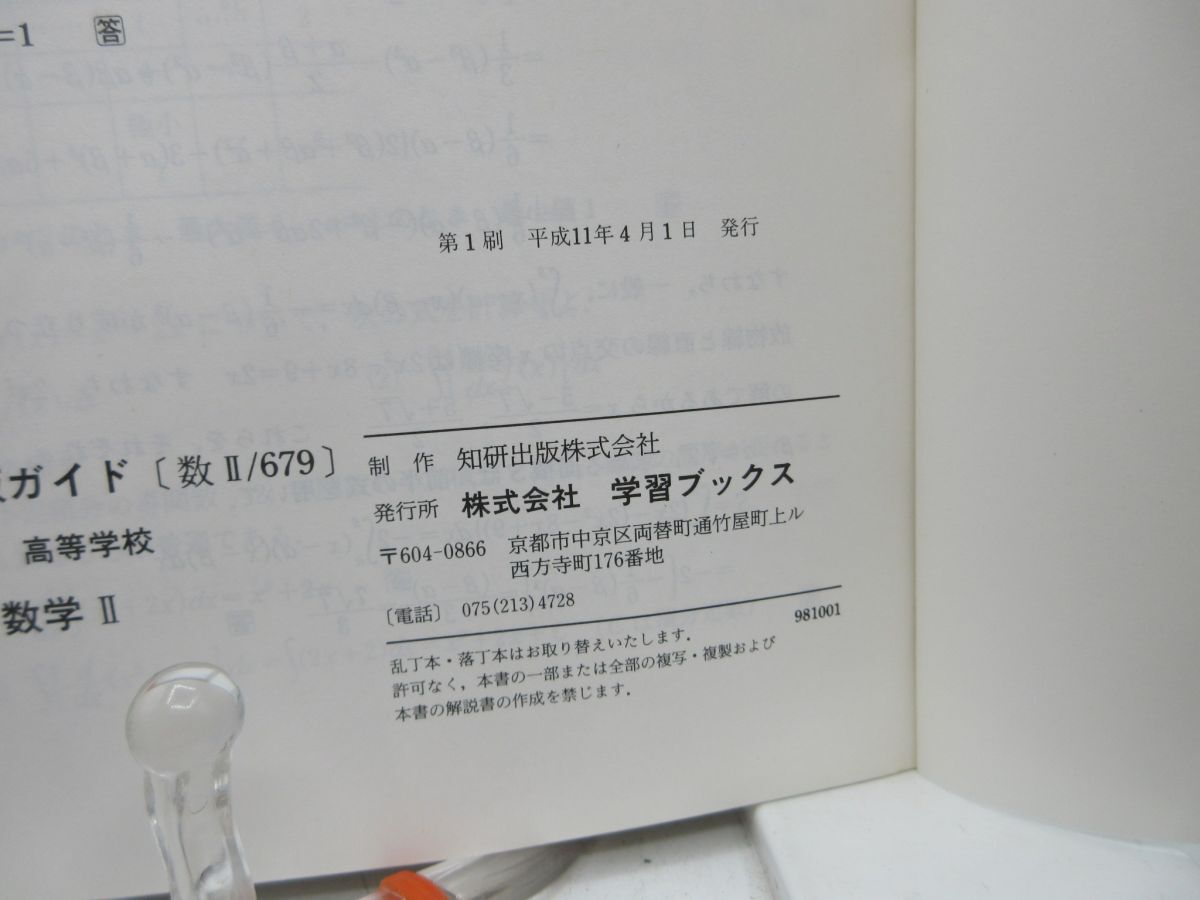 =1 答
第1刷 平成11年4月1日 発行
ガイド〔数Ⅱ/679〕
高等学校
数学Ⅱ
制 作 知研出版株式会社
発行所 株式会社 学習ブックス
〒604-0866 京都市中京区両替町通竹屋町上ル
西方寺町176番地
〔電話〕 075(213)4728
981001
乱丁本・落丁本はお取り替えいたします.
許可なく,本書の一部または全部の複写・複製および
本書の解説書の作成を禁じます.